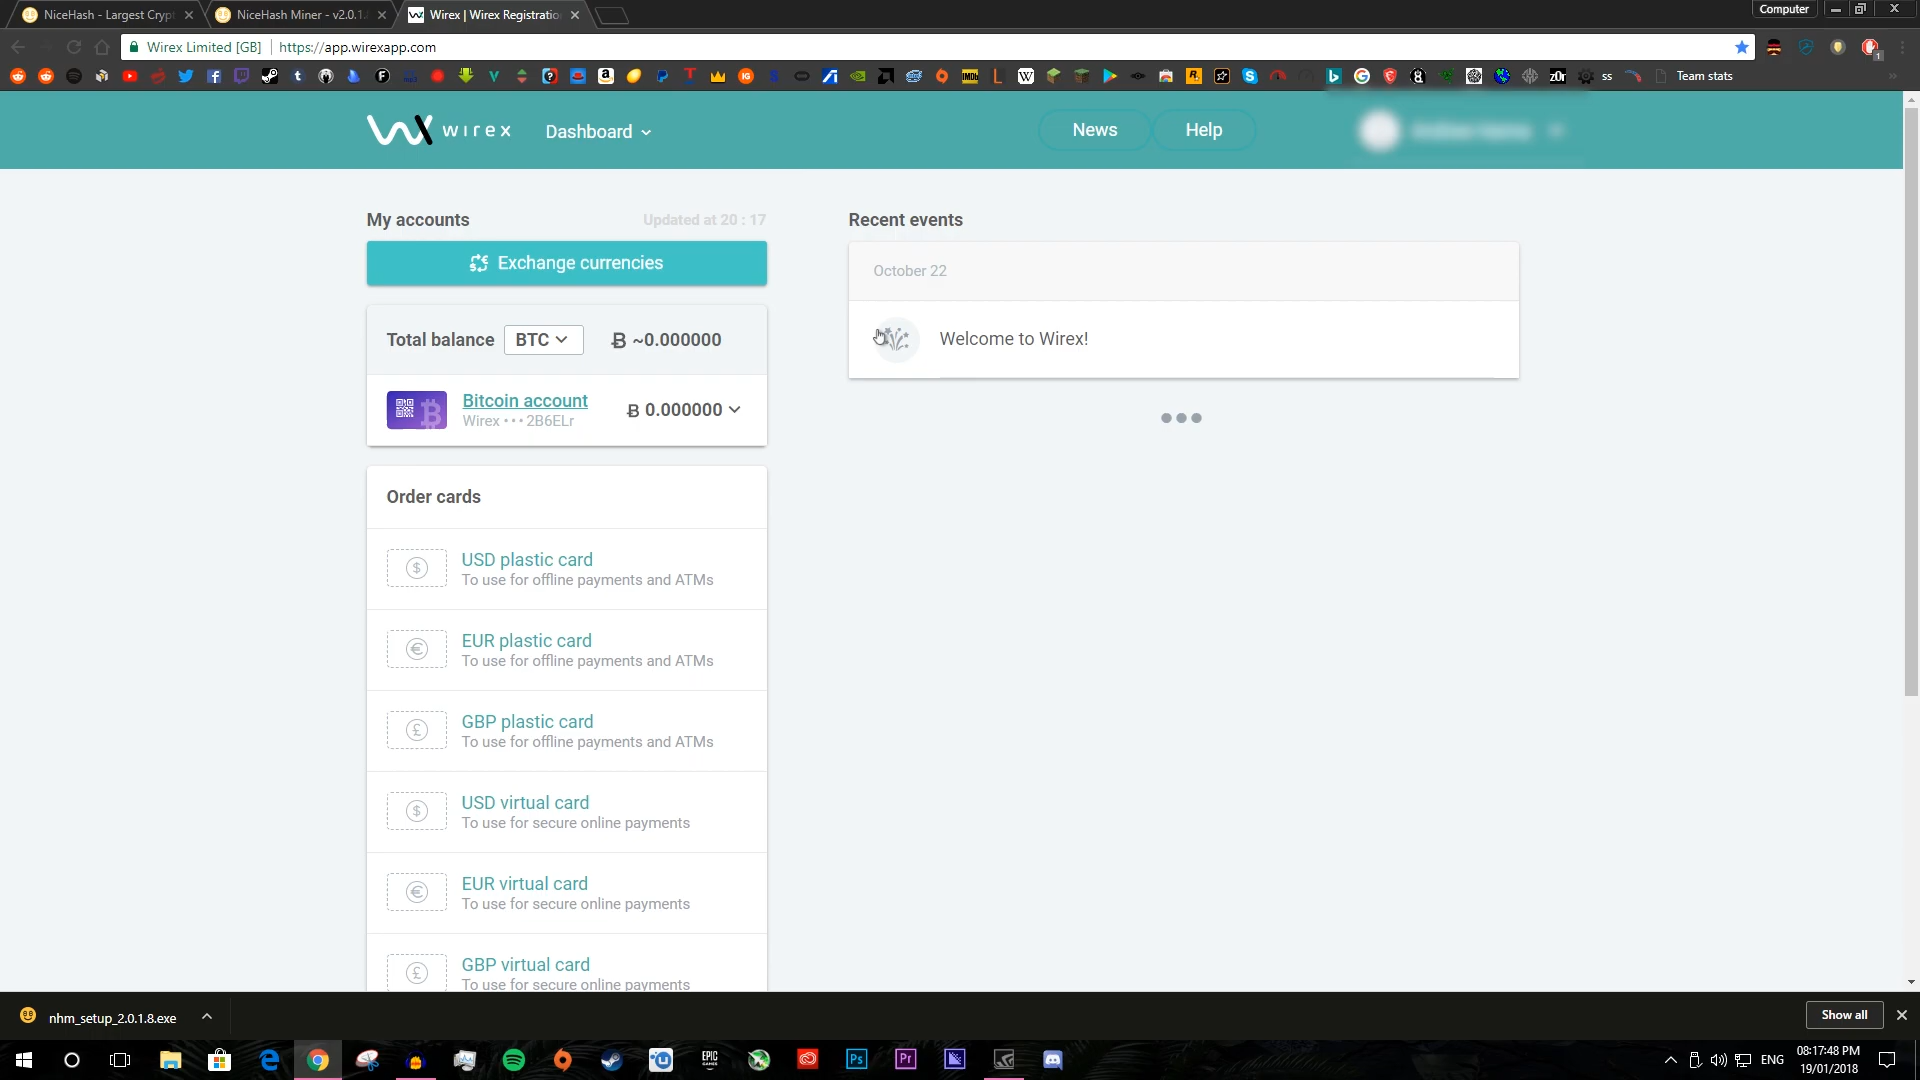 NiceHash - Largest Crypt
NiceHash Miner - v2.0.1.
Wirex | Wirex Registratio
Computer
Wirex Limited [GB]
https://app.wirexapp.com
ss
Team stats
wirex
Dashboard
News
Help
My accounts
Updated at 20 : 17
Exchange currencies
Total balance
BTC
Ƀ ~0.000000
Bitcoin account
Wirex ••• 2B6ELr
Ƀ 0.000000
Order cards
USD plastic card
To use for offline payments and ATMs
EUR plastic card
To use for offline payments and ATMs
GBP plastic card
To use for offline payments and ATMs
USD virtual card
To use for secure online payments
EUR virtual card
To use for secure online payments
GBP virtual card
To use for secure online payments
Recent events
October 22
Welcome to Wirex!
nhm_setup_2.0.1.8.exe
Show all
ENG
08:17:48 PM
19/01/2018